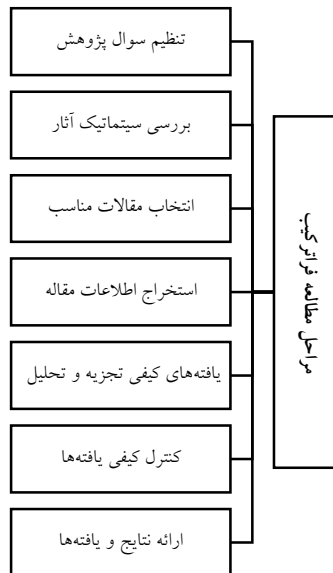 مراحل مطالعه فراترکیب
تنظیم سوال پژوهش
بررسی سیتماتیک آثار
انتخاب مقالات مناسب
استخراج اطلاعات مقاله
یافته‌های کیفی تجزیه و تحلیل
کنترل کیفی یافته‌ها
ارائه نتایج و یافته‌ها